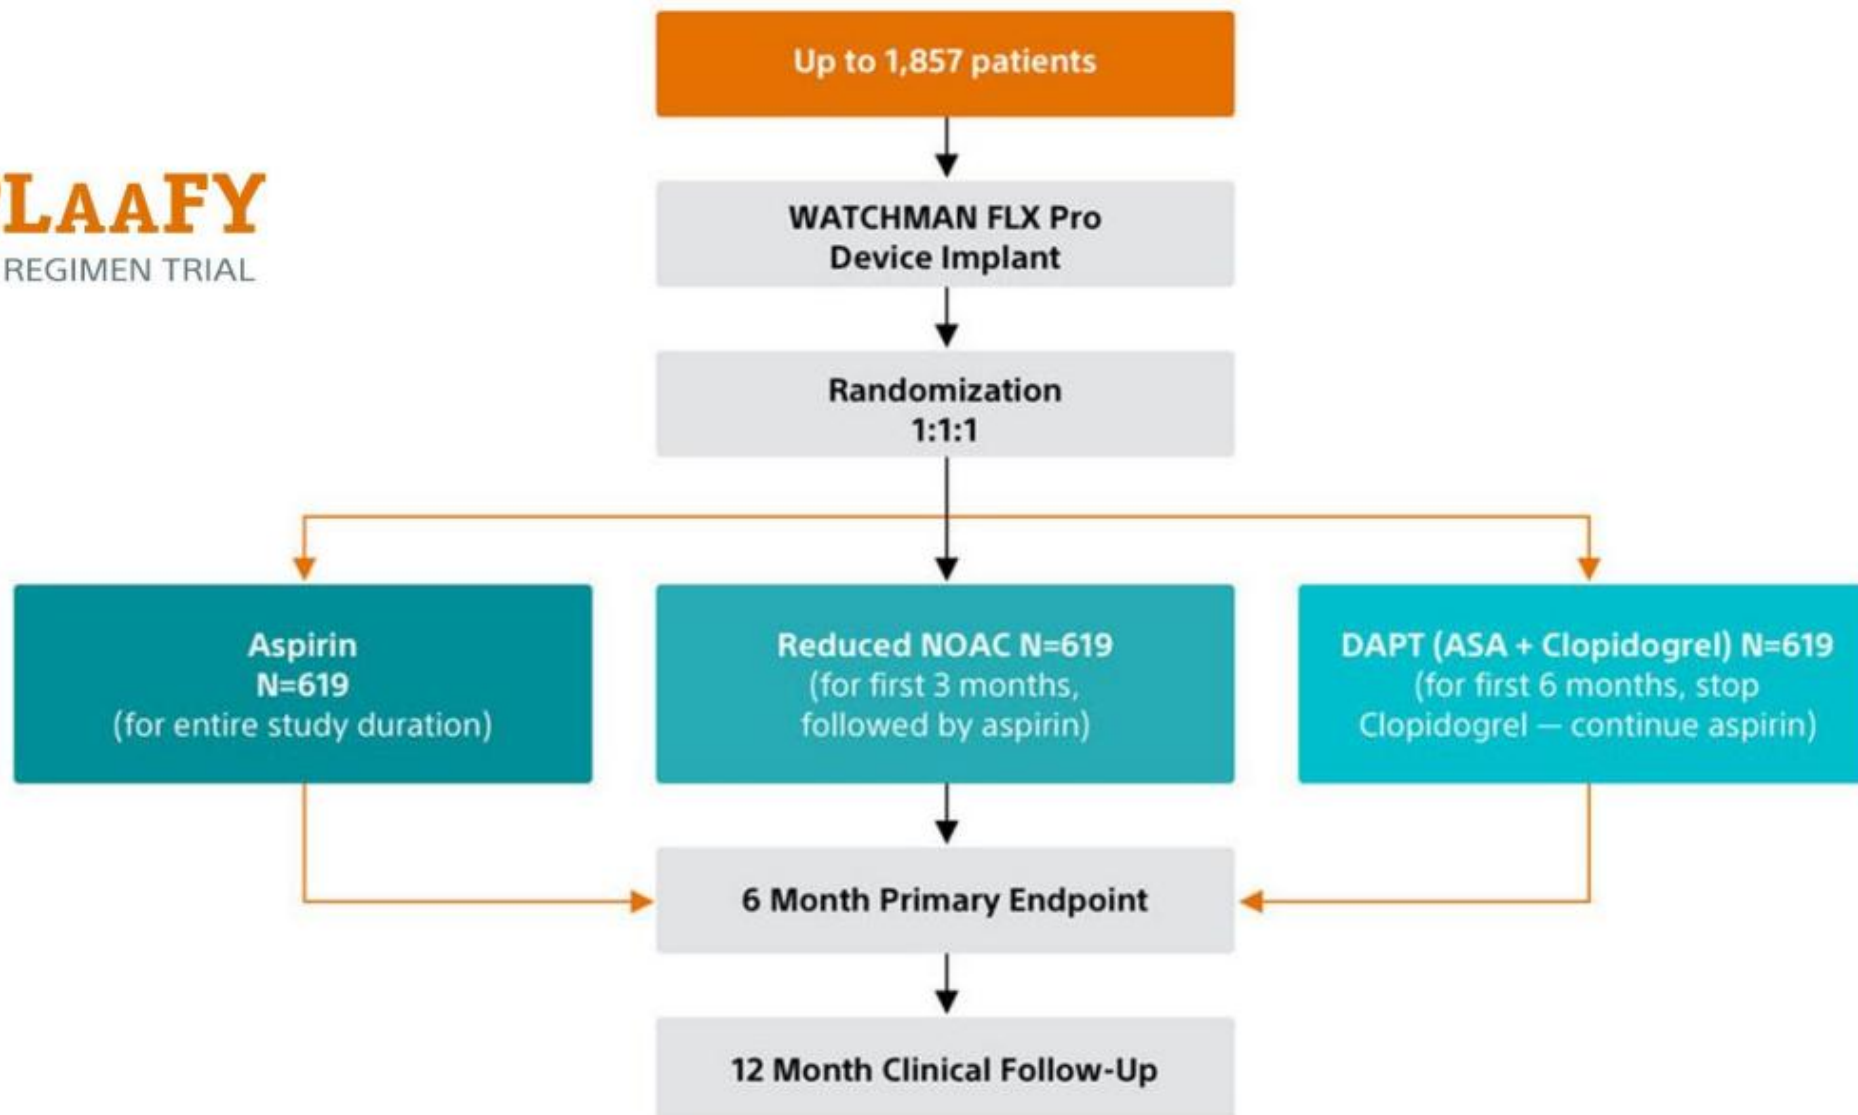 Up to 1,857 patients
LAAFY
REGIMEN TRIAL
WATCHMAN FLX Pro
Device Implant
Randomization
1:1:1
Aspirin
N=619
(for entire study duration)
Reduced NOAC N=619
(for first 3 months,
followed by aspirin)
DAPT (ASA + Clopidogrel) N=619
(for first 6 months, stop
Clopidogrel — continue aspirin)
6 Month Primary Endpoint
12 Month Clinical Follow-Up